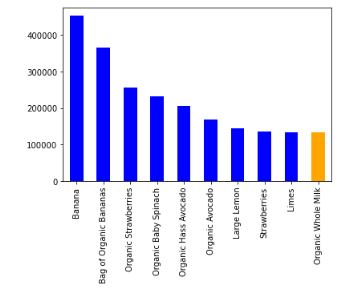 400000
300000
200000
100000
0
Banana
Bag of Organic Bananas
Organic Strawberries
Organic Baby Spinach
Organic Hass Avocado
Organic Avocado
Large Lemon
Strawberries
Limes
Organic Whole Milk